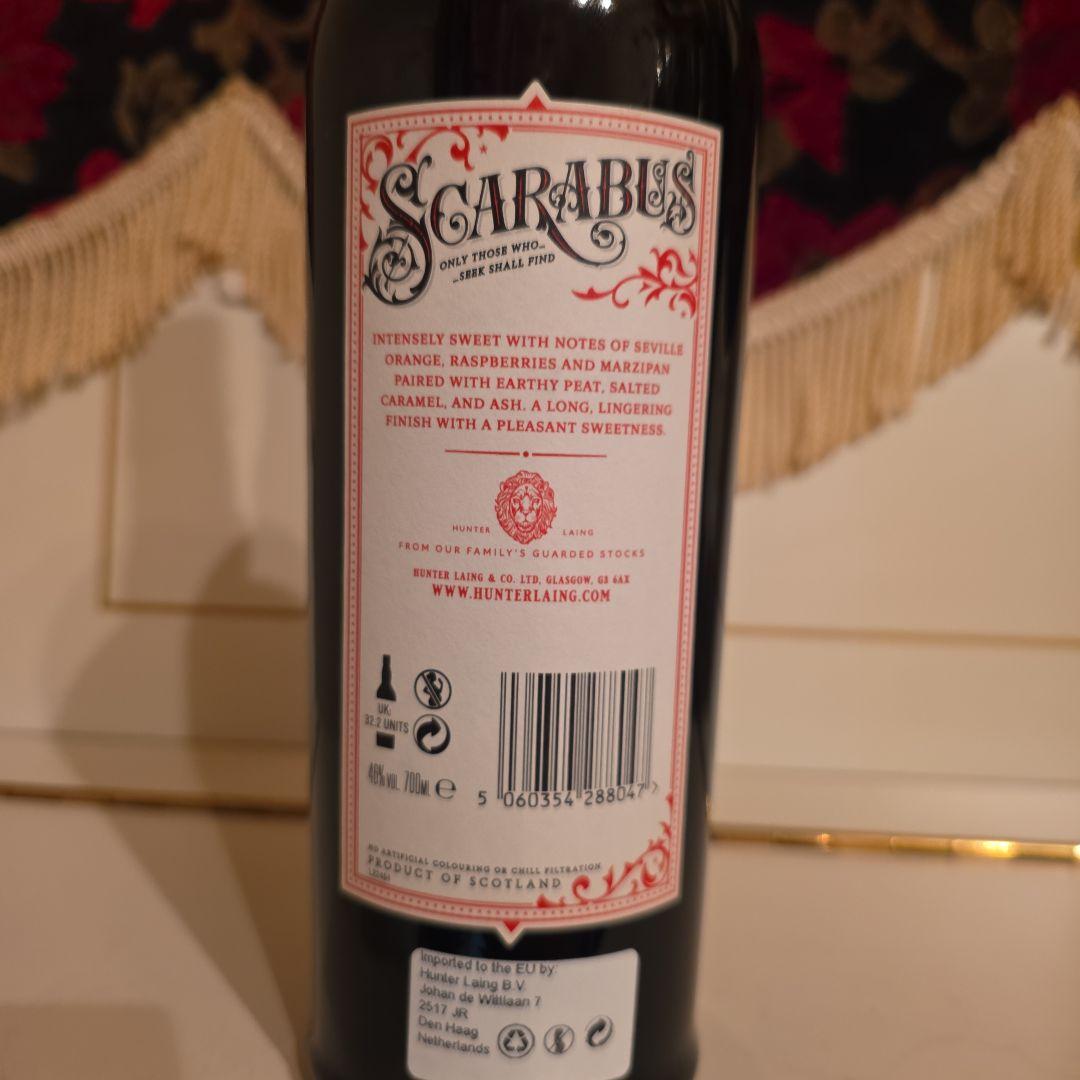 SCARABUS
ONLY THOSE WHO...
...SEEK SHALL FIND
INTENSELY SWEET WITH NOTES OF SEVILLE
ORANGE, RASPBERRIES AND MARZIPAN
PAIRED WITH EARTHY PEAT, SALTED
CARAMEL, AND ASH. A LONG, LINGERING
FINISH WITH A PLEASANT SWEETNESS.
HUNTER LAING
FROM OUR FAMILY'S GUARDED STOCKS
HUNTER LAING & CO. LTD, GLASGOW, G3 6AX
WWW.HUNTERLAING.COM
UK:
32.2 UNITS
46% VOL. 700ML e
5 060354 288047 >
NO ARTIFICIAL COLOURING OR CHILL FILTRATION
PRODUCT OF SCOTLAND
Imported to the EU by:
Hunter Laing B.V.
Johan de Wittlaan 7
2517 JR
Den Haag
Netherlands